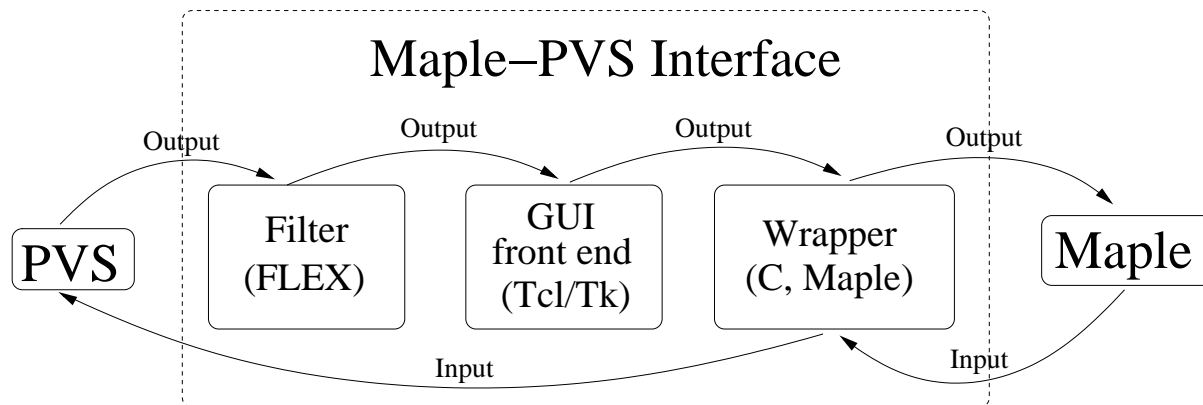 Maple–PVS Interface
Output
Output
Output
Output
PVS
Filter
(FLEX)
GUI
front end
(Tcl/Tk)
Wrapper
(C, Maple)
Maple
Input
Input